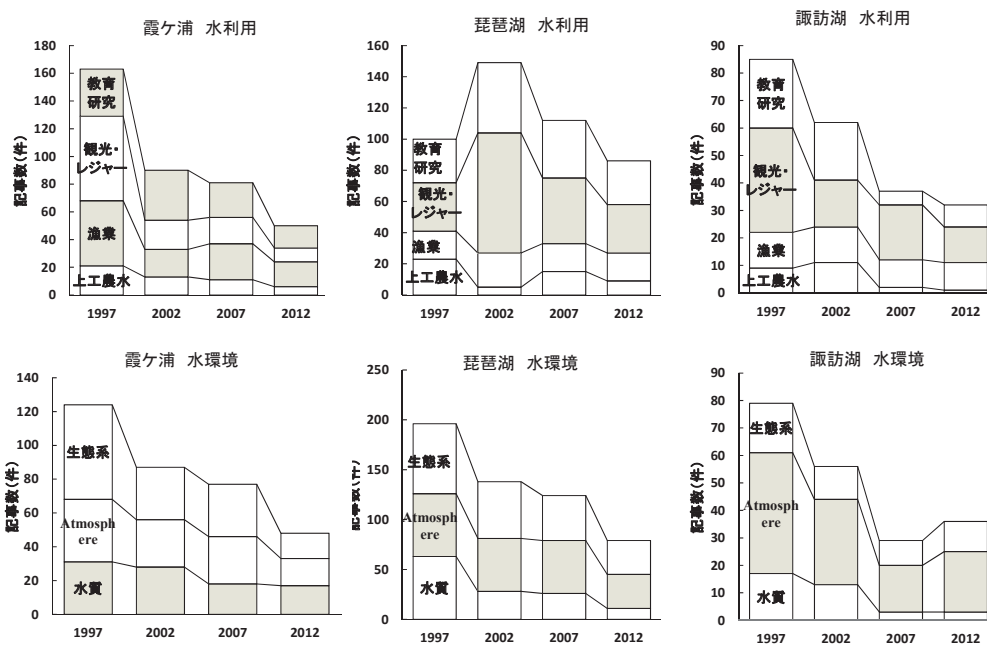 霞ケ浦 水利用
記事数(件)
180
160
140
120
100
80
60
40
20
0
教育
研究
観光・
レジャー
漁業
上工農水
1997
2002
2007
2012
琵琶湖 水利用
記事数(件)
160
140
120
100
80
60
40
20
0
教育
研究
観光・
レジャー
漁業
上工農水
1997
2002
2007
2012
諏訪湖 水利用
記事数(件)
90
80
70
60
50
40
30
20
10
0
教育
研究
観光・
レジャー
漁業
上工農水
1997
2002
2007
2012
霞ケ浦 水環境
記事数(件)
140
120
100
80
60
40
20
0
生態系
Atmosph
ere
水質
1997
2002
2007
2012
琵琶湖 水環境
記事数(件)
250
200
150
100
50
0
生態系
Atmosph
ere
水質
1997
2002
2007
2012
諏訪湖 水環境
記事数(件)
90
80
70
60
50
40
30
20
10
0
生態系
Atmosph
ere
水質
1997
2002
2007
2012